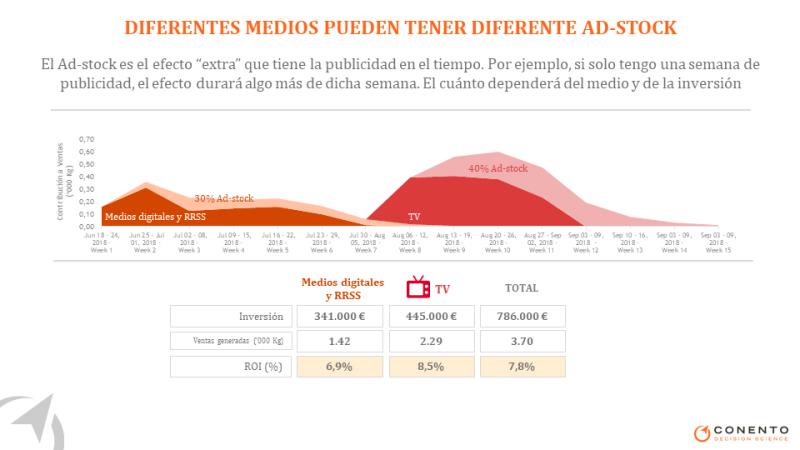 DIFERENTES MEDIOS PUEDEN TENER DIFERENTE AD-STOCK
El Ad-stock es el efecto “extra” que tiene la publicidad en el tiempo. Por ejemplo, si solo tengo una semana de
publicidad, el efecto durará algo más de dicha semana. El cuánto dependerá del medio y de la inversión
Contribución a Ventas
('000 Kg)
0,70
0,60
0,50
0,40
0,30
0,20
0,10
0,00
30% Ad-stock
Medios digitales y RRSS
40% Ad-stock
TV
Jun 18 - 24, 2018 - Week 1
Jun 25 - Jul 01, 2018 - Week 2
Jul 02 - 08, 2018 - Week 3
Jul 09 - 15, 2018 - Week 4
Jul 16 - 22, 2018 - Week 5
Jul 23 - 29, 2018 - Week 6
Jul 30 - Aug 05, 2018 - Week 7
Aug 06 - 12, 2018 - Week 8
Aug 13 - 19, 2018 - Week 9
Aug 20 - 26, 2018 - Week 10
Aug 27 - Sep 02, 2018 - Week 11
Sep 03 - 09, 2018 - Week 12
Sep 10 - 16, 2018 - Week 13
Sep 03 - 09, 2018 - Week 14
Sep 03 - 09, 2018 - Week 15
Medios digitales
y RRSS
TV
TOTAL
Inversión 341.000 € 445.000 € 786.000 €
Ventas generadas ('000 Kg) 1.42 2.29 3.70
ROI (%) 6,9% 8,5% 7,8%
CONENTO
DECISION SCIENCE